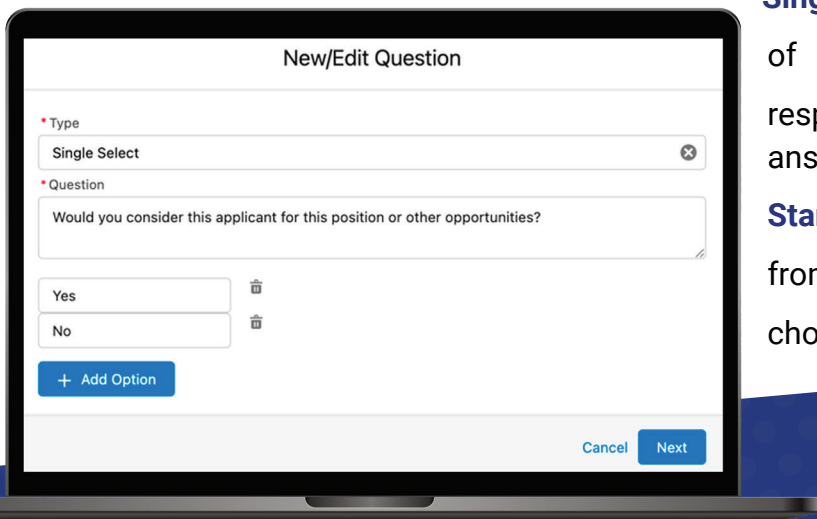 New/Edit Question
* Type
Single Select
* Question
Would you consider this applicant for this position or other opportunities?
Yes
No
+ Add Option
Cancel Next
of